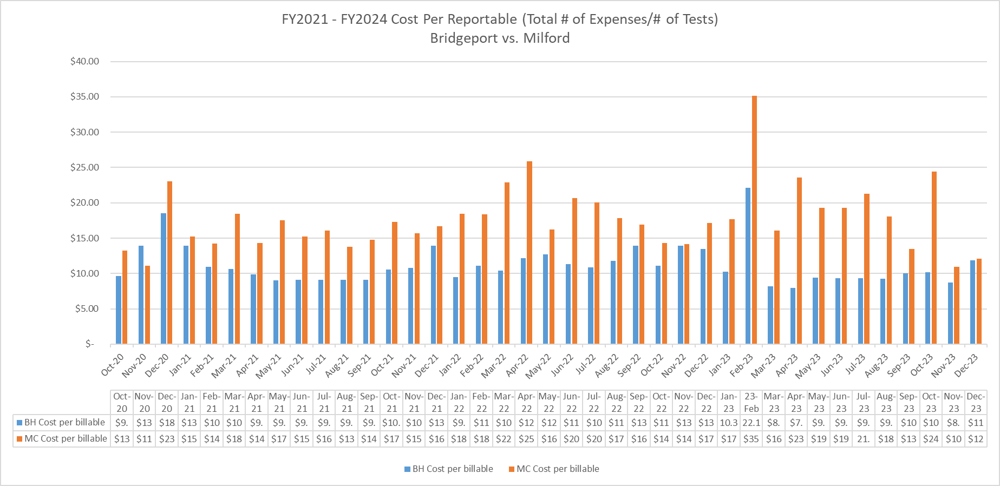 FY2021 - FY2024 Cost Per Reportable (Total # of Expenses/# of Tests)
Bridgeport vs. Milford
$40.00
$35.00
$30.00
$25.00
$20.00
$15.00
$10.00
$5.00
$-
Oct-20 Nov-20 Dec-20 Jan-21 Feb-21 Mar-21 Apr-21 May-21 Jun-21 Jul-21 Aug-21 Sep-21 Oct-21 Nov-21 Dec-21 Jan-22 Feb-22 Mar-22 Apr-22 May-22 Jun-22 Jul-22 Aug-22 Sep-22 Oct-22 Nov-22 Dec-22 Jan-23 Feb-23 Mar-23 Apr-23 May-23 Jun-23 Jul-23 Aug-23 Sep-23 Oct-23 Nov-23 Dec-23
Oct- Nov- Dec- Jan- Feb- Mar- Apr- May- Jun- Jul- Aug- Sep- Oct- Nov- Dec- Jan- Feb- Mar- Apr- May- Jun- Jul- Aug- Sep- Oct- Nov- Dec- Jan- 23- Mar- Apr- May- Jun- Jul- Aug- Sep- Oct- Nov- Dec-
20 20 20 21 21 21 21 21 21 21 21 21 21 21 21 22 22 22 22 22 22 22 22 22 22 22 22 23 Feb 23 23 23 23 23 23 23 23 23 23
BH Cost per billable $9. $13 $18 $13 $10 $10 $9. $9. $9. $9. $9. $9. $10. $10 $13 $9. $11 $10 $12 $12 $11 $10 $11 $13 $11 $13 $13 10.3 22.1 $8. $7. $9. $9. $9. $9. $10 $10 $8. $11
MC Cost per billable $13 $11 $23 $15 $14 $18 $14 $17 $15 $16 $13 $14 $17 $15 $16 $18 $18 $22 $25 $16 $20 $20 $17 $16 $14 $14 $17 $17 $35 $16 $23 $19 $19 21. $18 $13 $24 $10 $12
BH Cost per billable MC Cost per billable